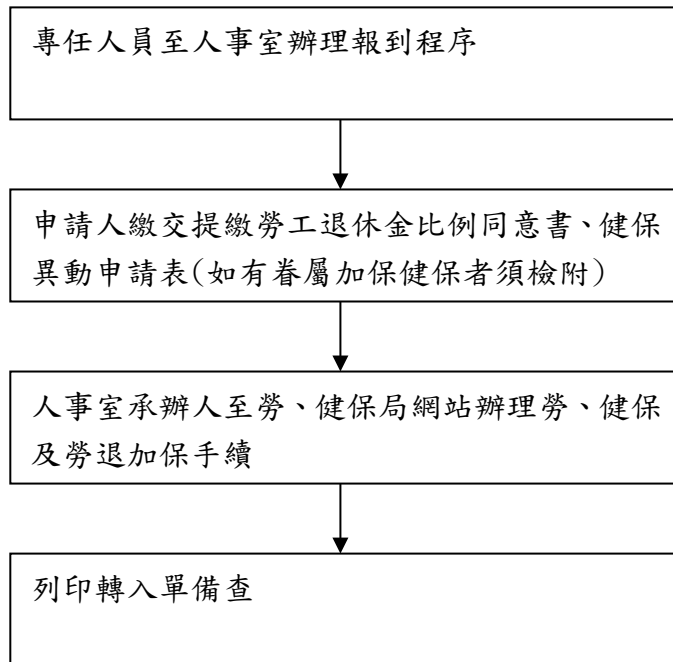 專任人員至人事室辦理報到程序
申請人繳交提繳勞工退休金比例同意書、健保
異動申請表(如有眷屬加保健保者須檢附)
人事室承辦人至勞、健保局網站辦理勞、健保
及勞退加保手續
列印轉入單備查